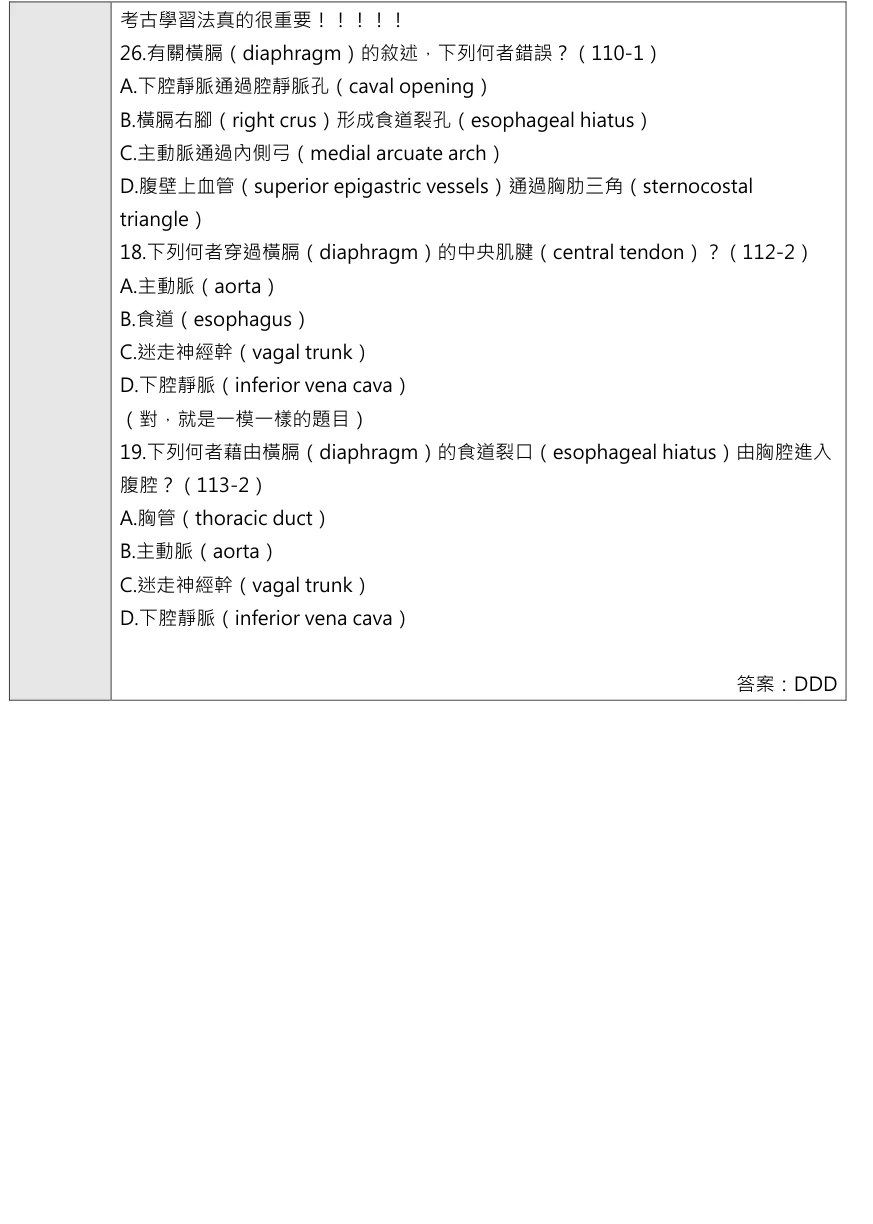 考古學習法真的很重要！！！！！
26.有關橫膈（diaphragm）的敘述，下列何者錯誤？（110-1）
A.下腔靜脈通過腔靜脈孔（caval opening）
B.橫膈右腳（right crus）形成食道裂孔（esophageal hiatus）
C.主動脈通過內側弓（medial arcuate arch）
D.腹壁上血管（superior epigastric vessels）通過胸肋三角（sternocostal
triangle）
18.下列何者穿過橫膈（diaphragm）的中央肌腱（central tendon）？（112-2）
A.主動脈（aorta）
B.食道（esophagus）
C.迷走神經幹（vagal trunk）
D.下腔靜脈（inferior vena cava）
（對，就是一模一樣的題目）
19.下列何者藉由橫膈（diaphragm）的食道裂口（esophageal hiatus）由胸腔進入
腹腔？（113-2）
A.胸管（thoracic duct）
B.主動脈（aorta）
C.迷走神經幹（vagal trunk）
D.下腔靜脈（inferior vena cava）
答案：DDD